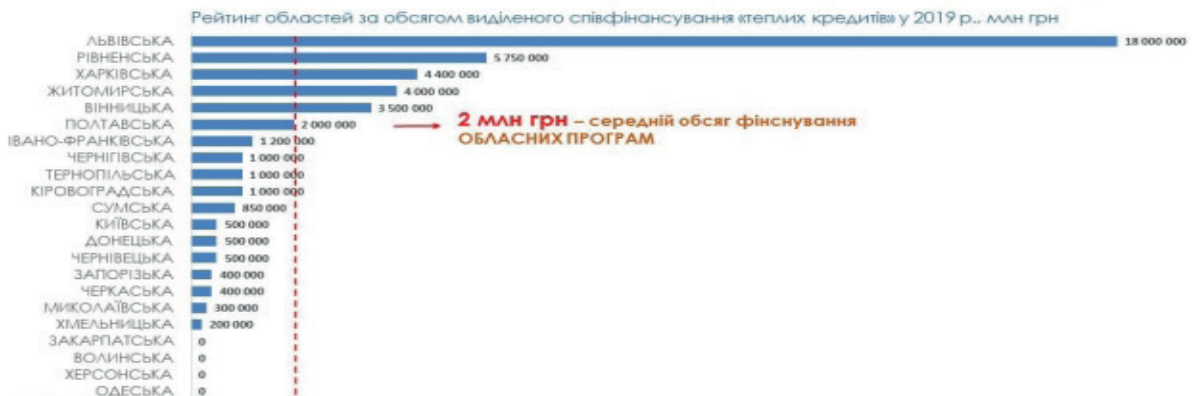 Рейтинг областей за обсягом виділеного співфінансування «теплих кредитів» у 2019 р., млн грн
ЛЬВІВСЬКА 18 000 000
РІВНЕНСЬКА 5 750 000
ХАРКІВСЬКА 4 400 000
ЖИТОМИРСЬКА 4 000 000
ВІННИЦЬКА 3 500 000
ПОЛТАВСЬКА 2 000 000
2 млн грн – середній обсяг фінснування
ОБЛАСНИХ ПРОГРАМ
ІВАНО-ФРАНКІВСЬКА 1 200 000
ЧЕРНІГІВСЬКА 1 000 000
ТЕРНОПІЛЬСЬКА 1 000 000
КІРОВОГРАДСЬКА 1 000 000
СУМСЬКА 850 000
КИЇВСЬКА 500 000
ДОНЕЦЬКА 500 000
ЧЕРНІВЕЦЬКА 500 000
ЗАПОРІЗЬКА 400 000
ЧЕРКАСЬКА 400 000
МИКОЛАЇВСЬКА 300 000
ХМЕЛЬНИЦЬКА 200 000
ЗАКАРПАТСЬКА 0
ВОЛИНСЬКА 0
ХЕРСОНСЬКА 0
ОДЕСЬКА 0